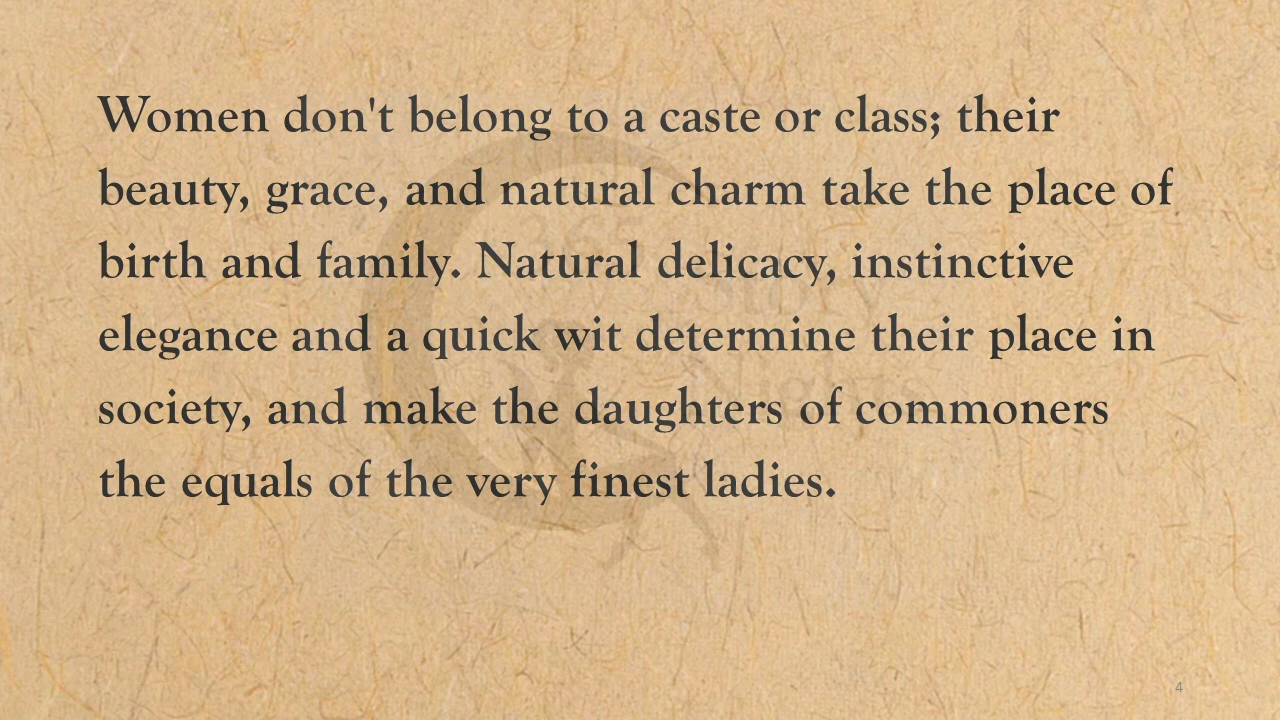 Women don't belong to a caste or class; their
beauty, grace, and natural charm take the place of
birth and family. Natural delicacy, instinctive
elegance and a quick wit determine their place in
society, and make the daughters of commoners
the equals of the very finest ladies.
4